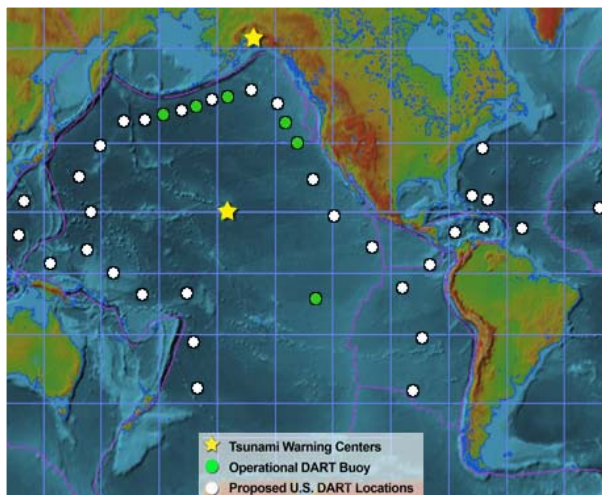 Tsunami Warning Centers
Operational DART Buoy
Proposed U.S. DART Locations